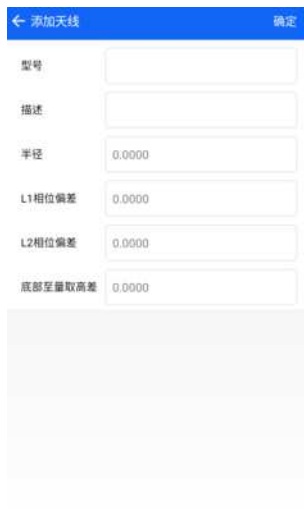 ← 添加天线 确定
型号
描述
半径 0.0000
L1相位偏差 0.0000
L2相位偏差 0.0000
底部至量取高差 0.0000